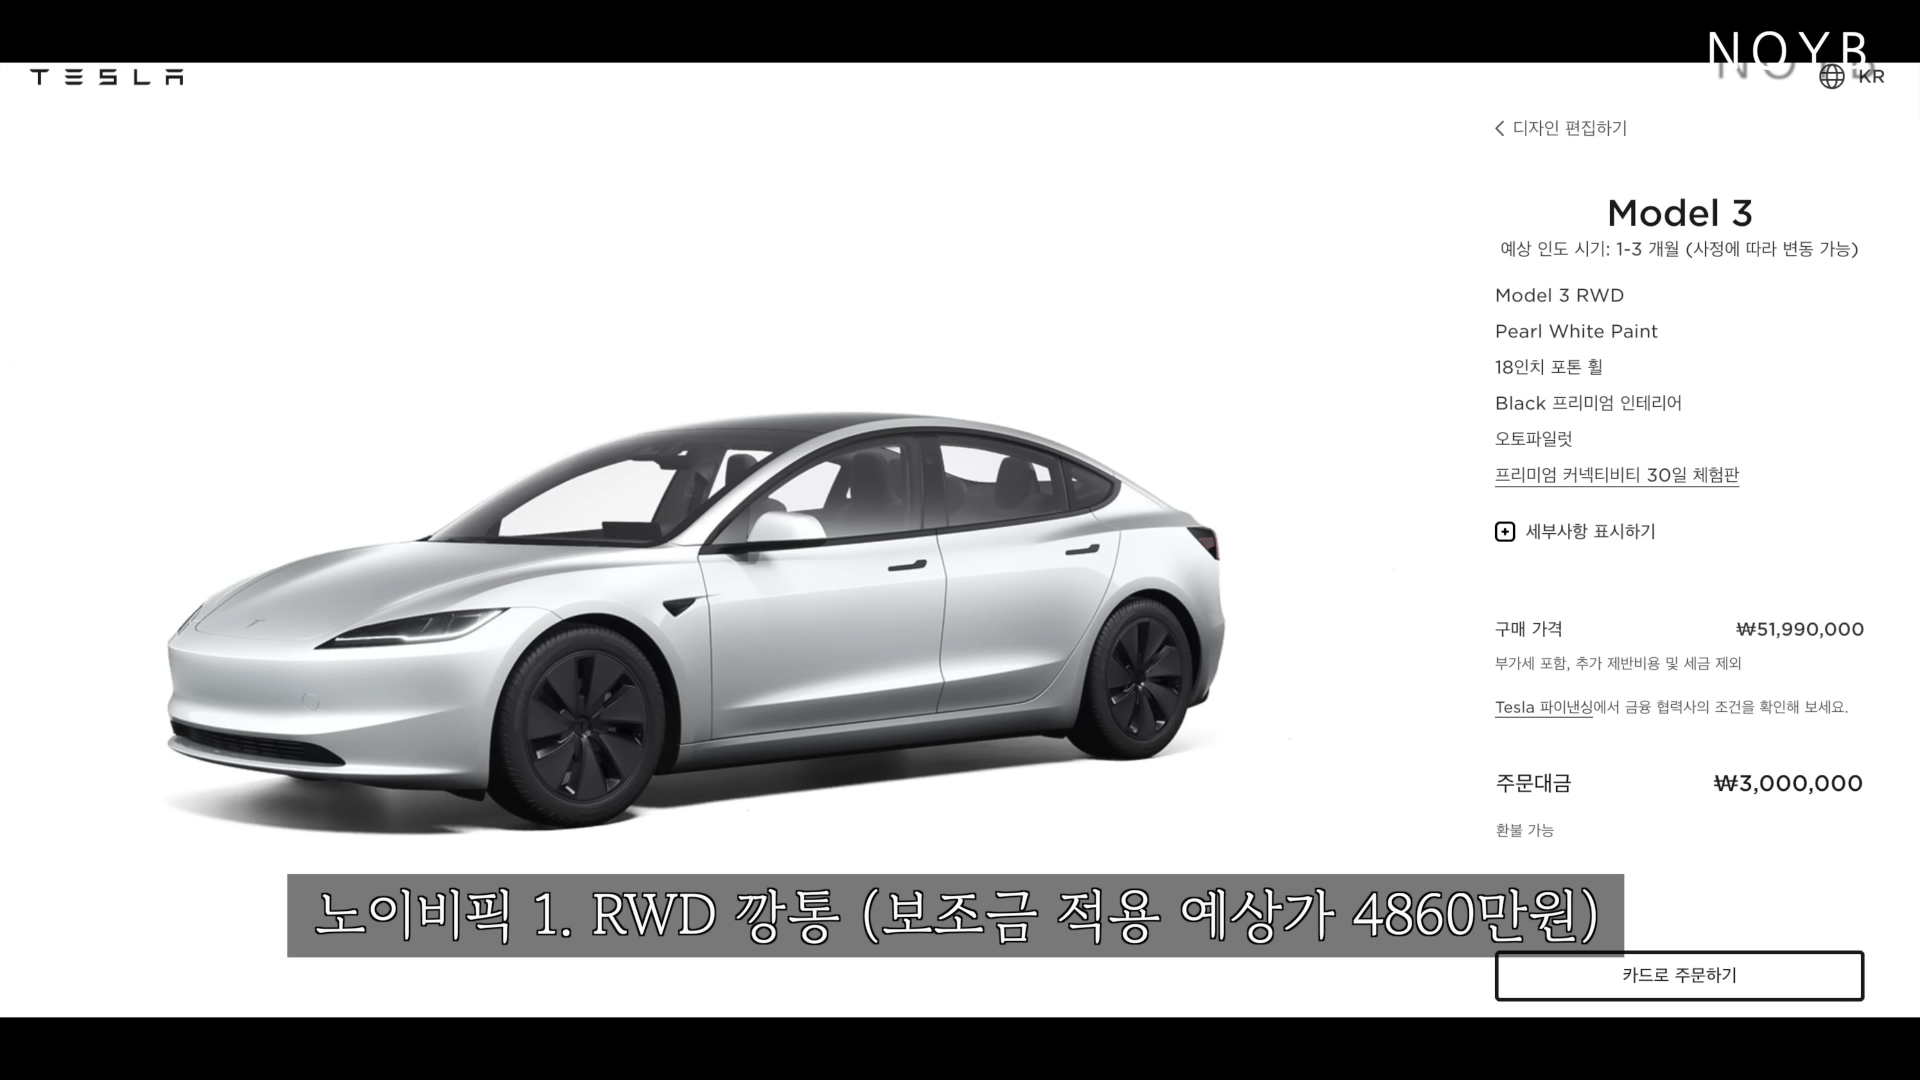 NOYB
TESLA
KR
디자인 편집하기
Model 3
예상 인도 시기: 1-3 개월 (사정에 따라 변동 가능)
Model 3 RWD
Pearl White Paint
18인치 포톤 휠
Black 프리미엄 인테리어
오토파일럿
프리미엄 커넥티비티 30일 체험판
세부사항 표시하기
구매 가격 ₩51,990,000
부가세 포함, 추가 제반비용 및 세금 제외
Tesla 파이낸싱에서 금융 협력사의 조건을 확인해 보세요.
주문대금 ₩3,000,000
환불 가능
노이비픽 1. RWD 깡통 (보조금 적용 예상가 4860만원)
카드로 주문하기